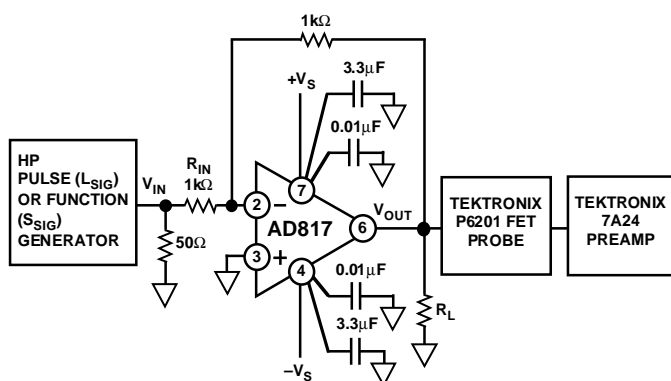 1kΩ
+VS
3.3µF
0.01µF
HP
PULSE (LSIG)
OR FUNCTION
(SSIG)
GENERATOR
VIN
RIN
1kΩ
50Ω
2
−
7
AD817
3
+
4
6
VOUT
TEKTRONIX
P6201 FET
PROBE
TEKTRONIX
7A24
PREAMP
0.01µF
3.3µF
RL
−VS